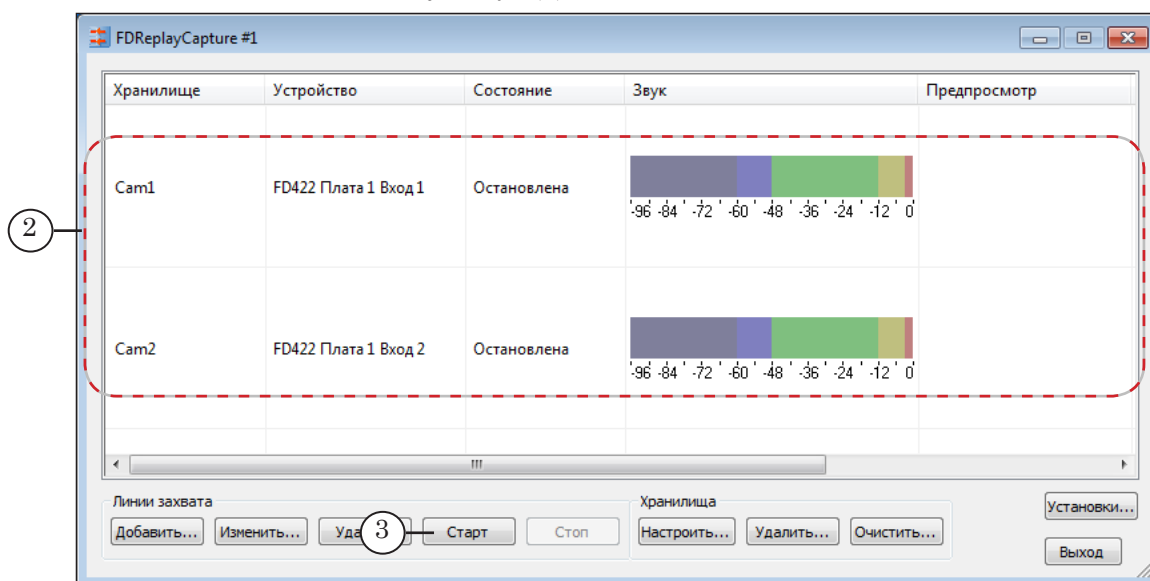 FDReplayCapture #1
Хранилище Устройство Состояние Звук Предпросмотр
Cam1 FD422 Плата 1 Вход 1 Остановлена
-96 -84 -72 -60 -48 -36 -24 -12 0
2
Cam2 FD422 Плата 1 Вход 2 Остановлена
-96 -84 -72 -60 -48 -36 -24 -12 0
Линии захвата Хранилища
Установки...
Добавить... Изменить... 3 Старт Стоп Настроить... Удалить... Очистить...
Выход